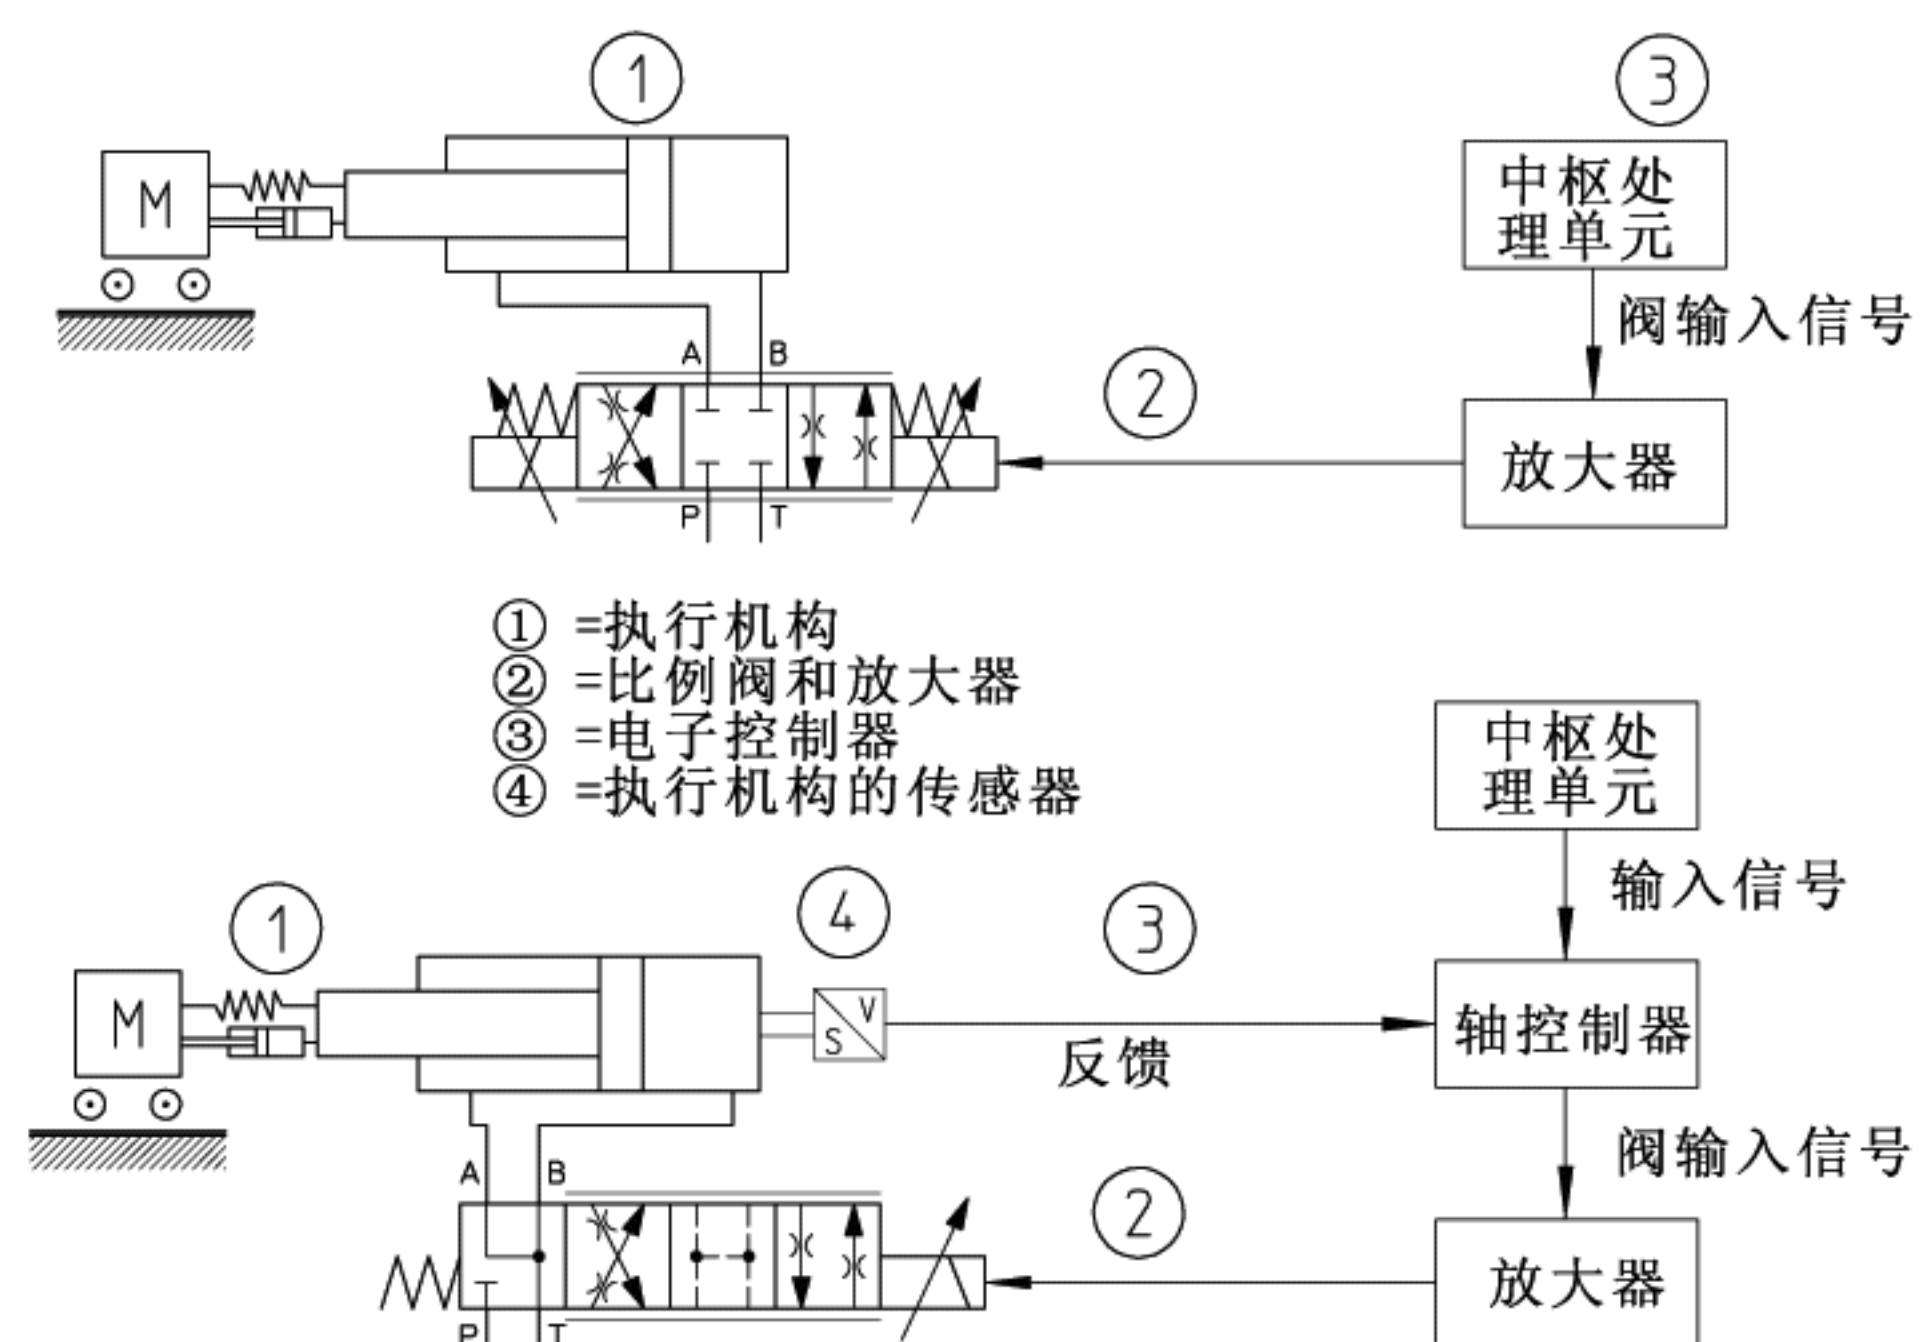 1
3
M
中枢处
理单元
阀输入信号
A
B
2
放大器
P
T
① =执行机构
② =比例阀和放大器
③ =电子控制器
④ =执行机构的传感器
中枢处
理单元
输入信号
1
4
3
M
V
S
反馈
轴控制器
阀输入信号
A
B
2
放大器
P
T